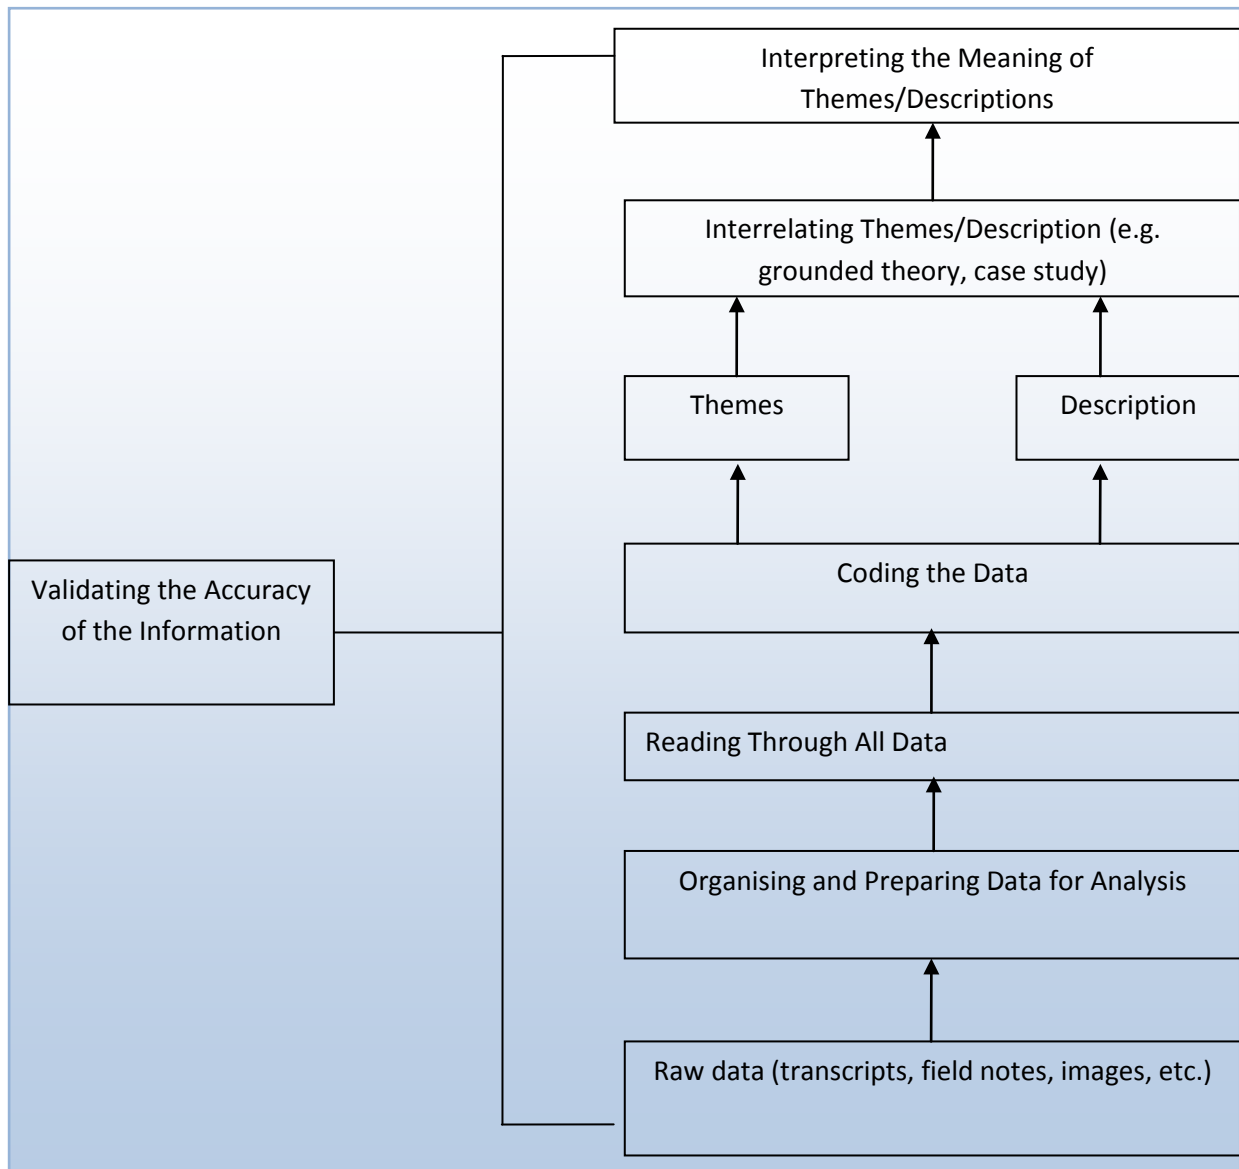 Interpreting the Meaning of
Themes/Descriptions
Interrelating Themes/Description (e.g.
grounded theory, case study)
Themes
Description
Coding the Data
Validating the Accuracy
of the Information
Reading Through All Data
Organising and Preparing Data for Analysis
Raw data (transcripts, field notes, images, etc.)